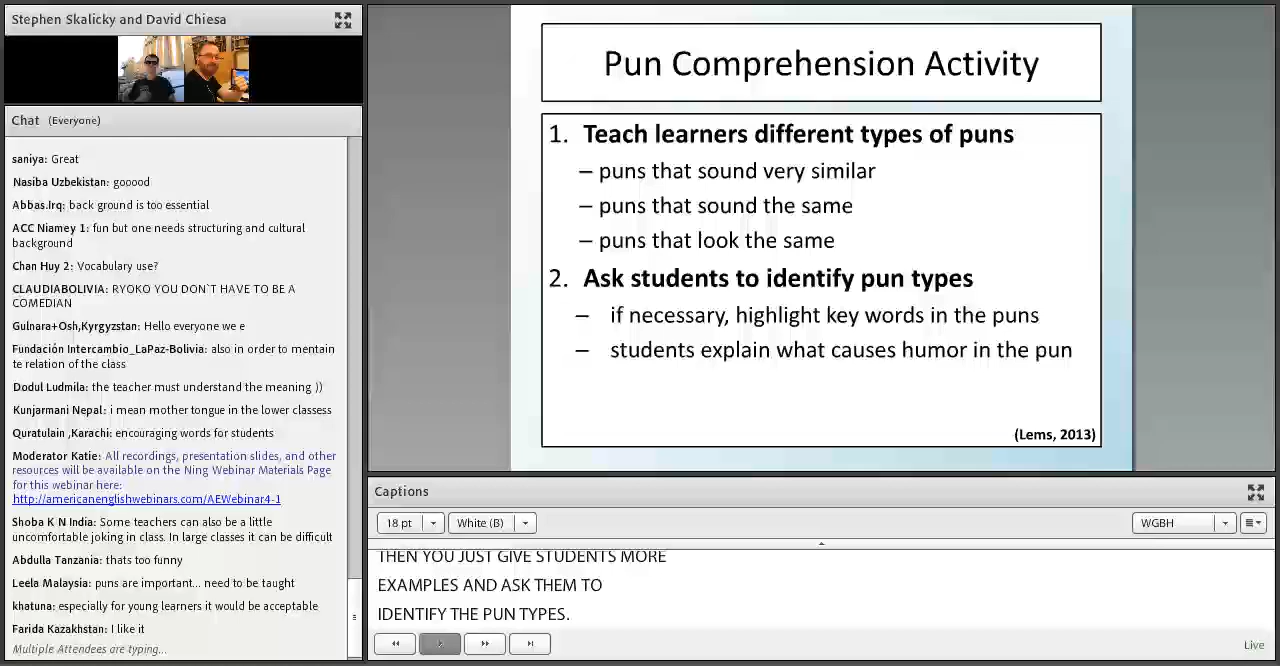 Stephen Skalicky and David Chiesa
Chat (Everyone)
saniya: Great
Nasiba Uzbekistan: gooood
Abbas.Irq: back ground is too essential
ACC Niamey 1: fun but one needs structuring and cultural
background
Chan Huy 2: Vocabulary use?
CLAUDIABOLIVIA: RYOKO YOU DON`T HAVE TO BE A
COMEDIAN
Gulnara+Osh,Kyrgyzstan: Hello everyone we e
Fundación Intercambio_LaPaz-Bolivia: also in order to mentain
te relation of the class
Dodul Ludmila: the teacher must understand the meaning ))
Kunjarmani Nepal: i mean mother tongue in the lower classess
Quratulain ,Karachi: encouraging words for students
Moderator Katie: All recordings, presentation slides, and other
resources will be available on the Ning Webinar Materials Page
for this webinar here:
http://americanenglishwebinars.com/AEWebinar4-1
Shoba K N India: Some teachers can also be a little
uncomfortable joking in class. In large classes it can be difficult
Abdulla Tanzania: thats too funny
Leela Malaysia: puns are important... need to be taught
khatuna: especially for young learners it would be acceptable
Farida Kazakhstan: I like it
Multiple Attendees are typing...
Pun Comprehension Activity
1. Teach learners different types of puns
– puns that sound very similar
– puns that sound the same
– puns that look the same
2. Ask students to identify pun types
– if necessary, highlight key words in the puns
– students explain what causes humor in the pun
(Lems, 2013)
Captions
18 pt White (B) WGBH
THEN YOU JUST GIVE STUDENTS MORE
EXAMPLES AND ASK THEM TO
IDENTIFY THE PUN TYPES.
Live